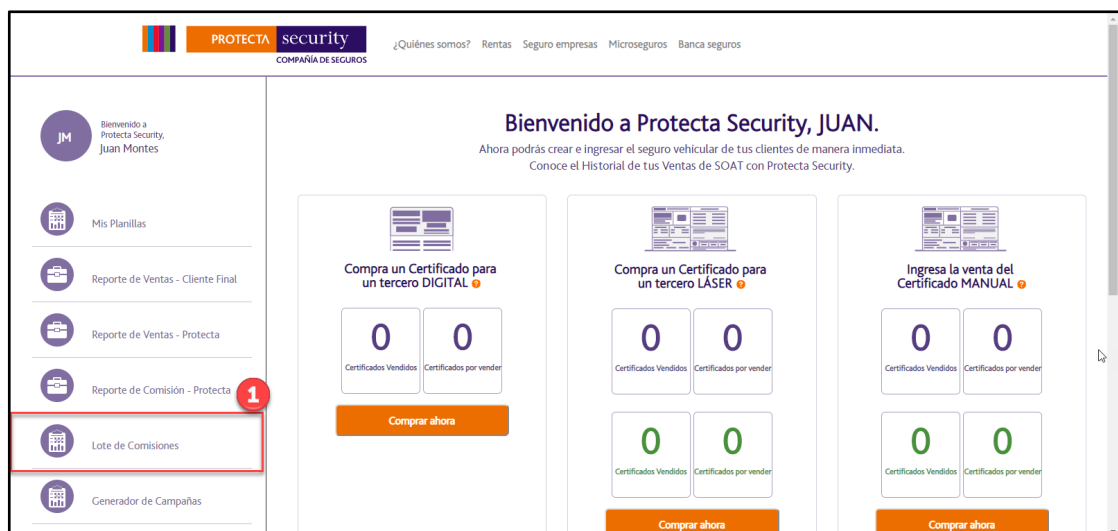 PROTECTA security
COMPAÑÍA DE SEGUROS
¿Quiénes somos? Rentas Seguro empresas Microseguros Banca seguros
JM
Bienvenido a
Protecta Security,
Juan Montes
Mis Planillas
Reporte de Ventas - Cliente Final
Reporte de Ventas - Protecta
Reporte de Comisión - Protecta
1
Lote de Comisiones
Generador de Campañas
Bienvenido a Protecta Security, JUAN.
Ahora podrás crear e ingresar el seguro vehícular de tus clientes de manera inmediata.
Conoce el Historial de tus Ventas de SOAT con Protecta Security.
Compra un Certificado para
un tercero DIGITAL ?
0 0
Certificados Vendidos Certificados por vender
Comprar ahora
Compra un Certificado para
un tercero LÁSER ?
0 0
Certificados Vendidos Certificados por vender
0 0
Certificados Vendidos Certificados por vender
Comprar ahora
Ingresa la venta del
Certificado MANUAL ?
0 0
Certificados Vendidos Certificados por vender
0 0
Certificados Vendidos Certificados por vender
Comprar ahora